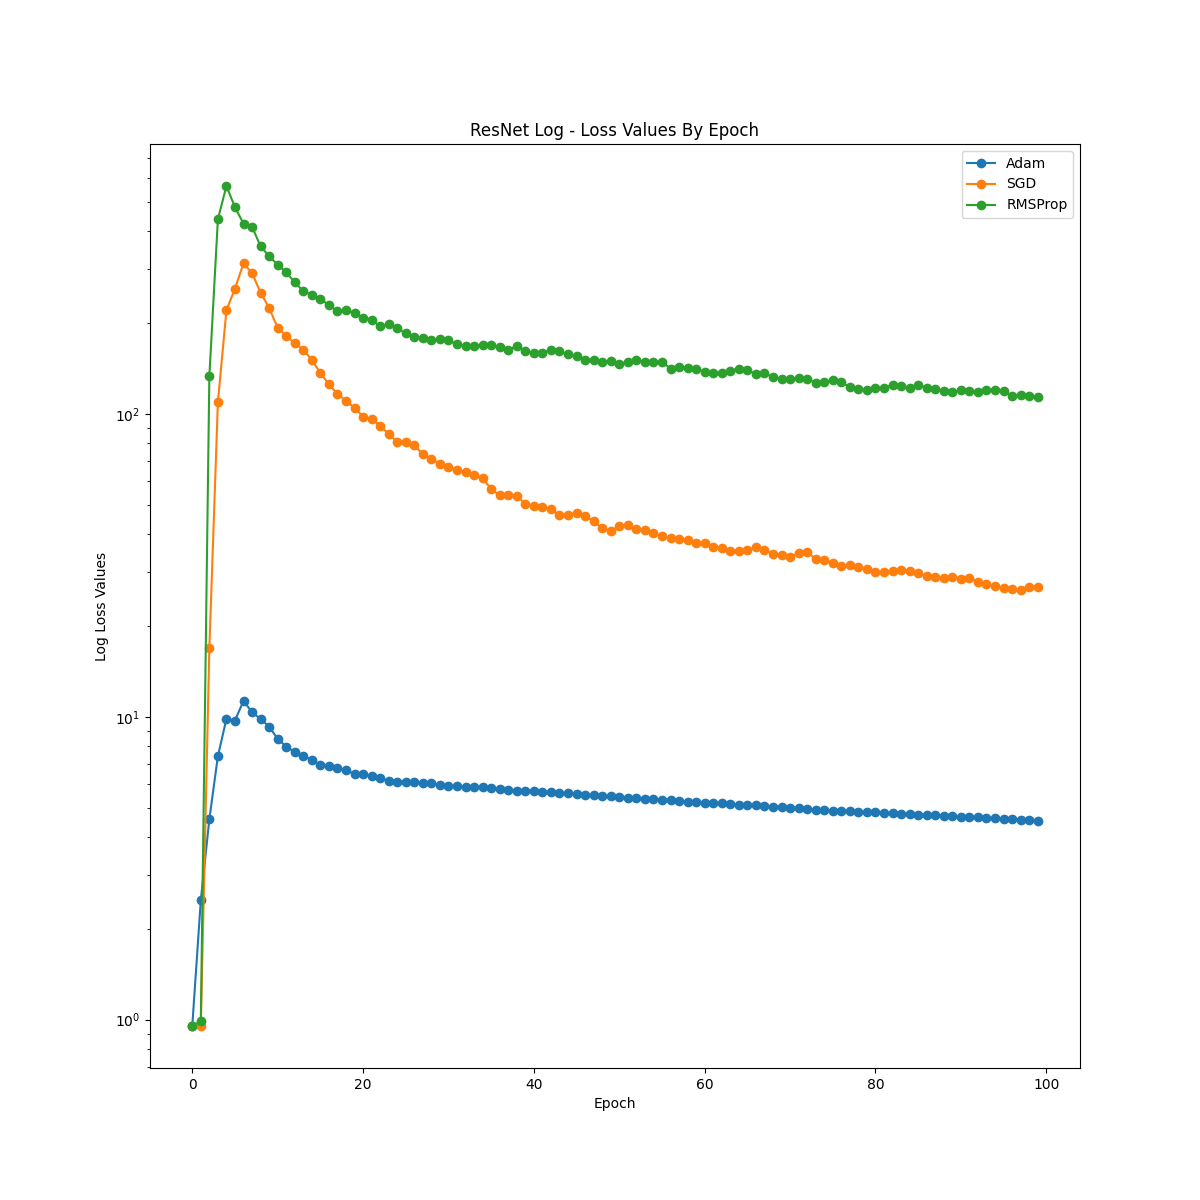 ResNet Log - Loss Values By Epoch
Adam
SGD
RMSProp
Log Loss Values
10²
10¹
10⁰
0 20 40 60 80 100
Epoch